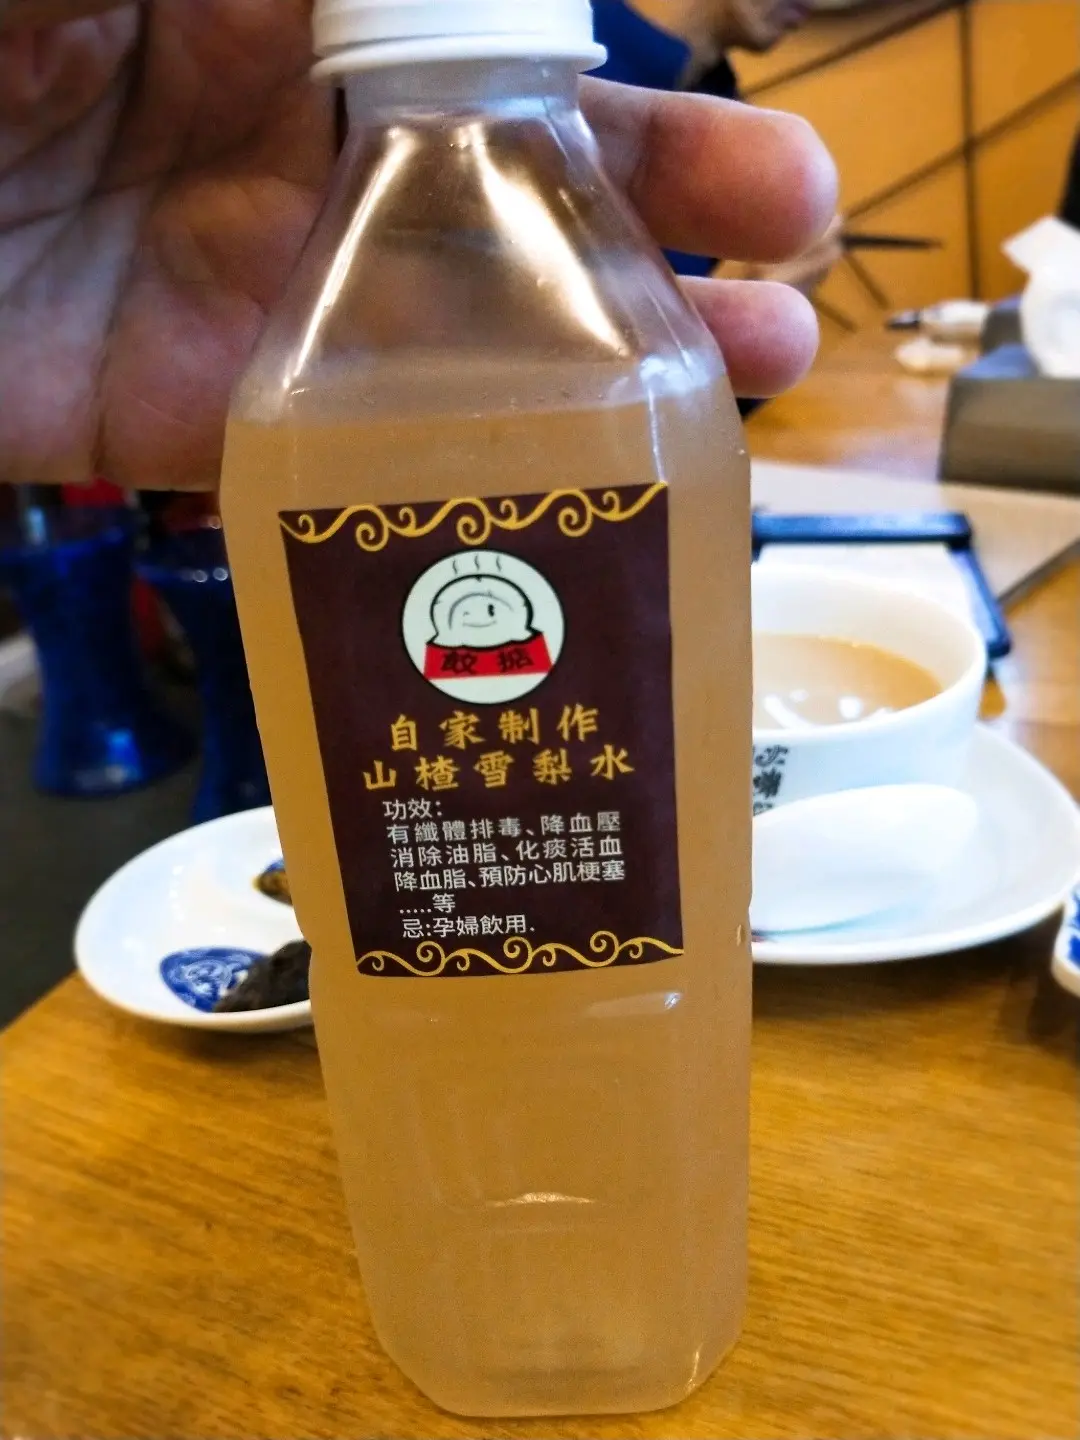 敢掂
自家制作
山楂雪梨水
功效：
有纖體排毒、降血壓
消除油脂、化痰活血
降血脂、預防心肌梗塞
.....等
忌:孕婦飲用.